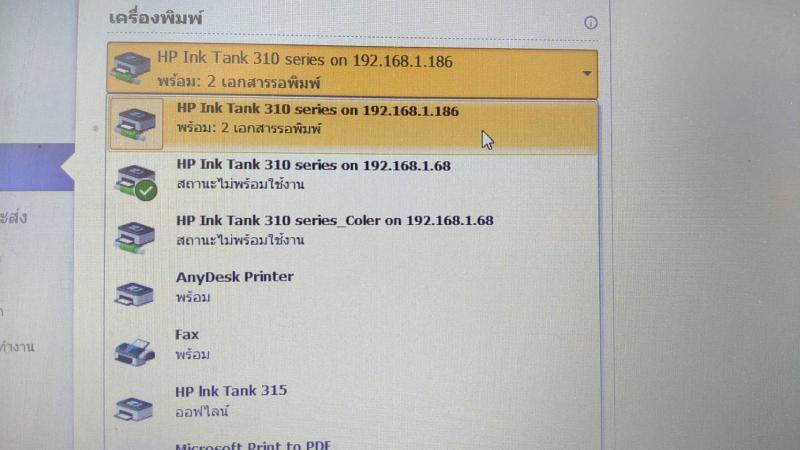 เครื่องพิมพ์
HP Ink Tank 310 series on 192.168.1.186
พร้อม: 2 เอกสารรอพิมพ์
HP Ink Tank 310 series on 192.168.1.186
พร้อม: 2 เอกสารรอพิมพ์
HP Ink Tank 310 series on 192.168.1.68
สถานะไม่พร้อมใช้งาน
HP Ink Tank 310 series_Coler on 192.168.1.68
สถานะไม่พร้อมใช้งาน
ะส่ง
AnyDesk Printer
พร้อม
Fax
พร้อม
ทำงาน
HP Ink Tank 315
ออฟไลน์
Microsoft Print to PDF